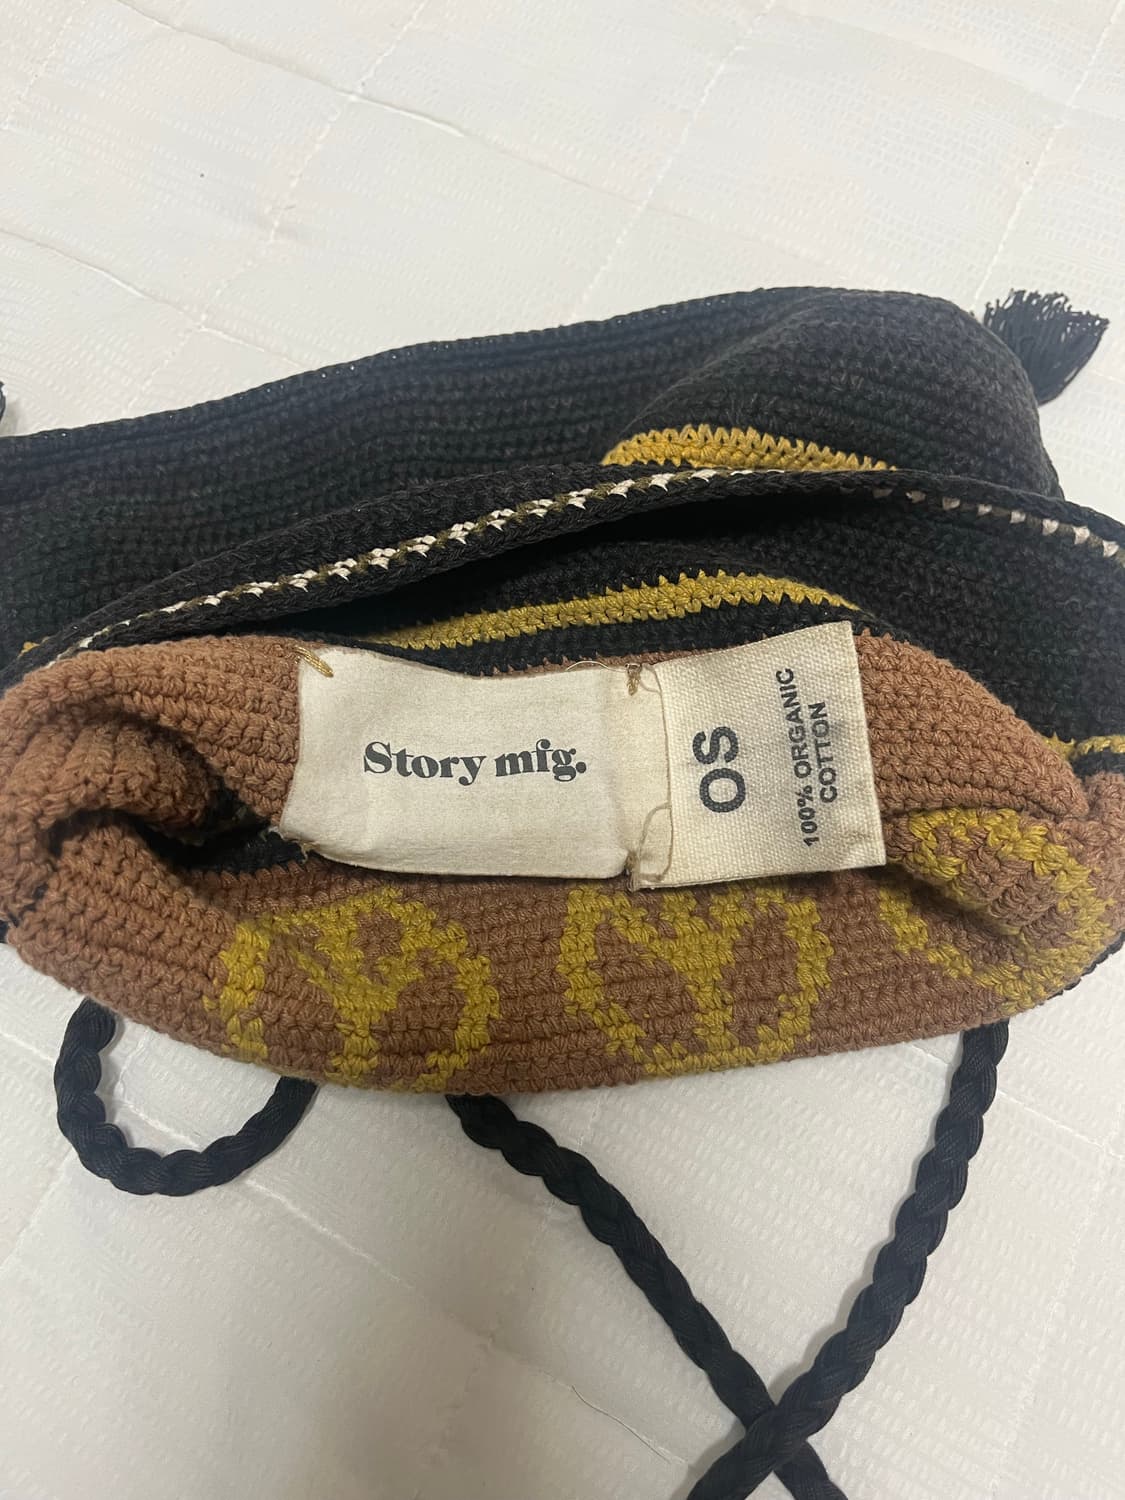 Story mfg.
OS
100% ORGANIC
COTTON